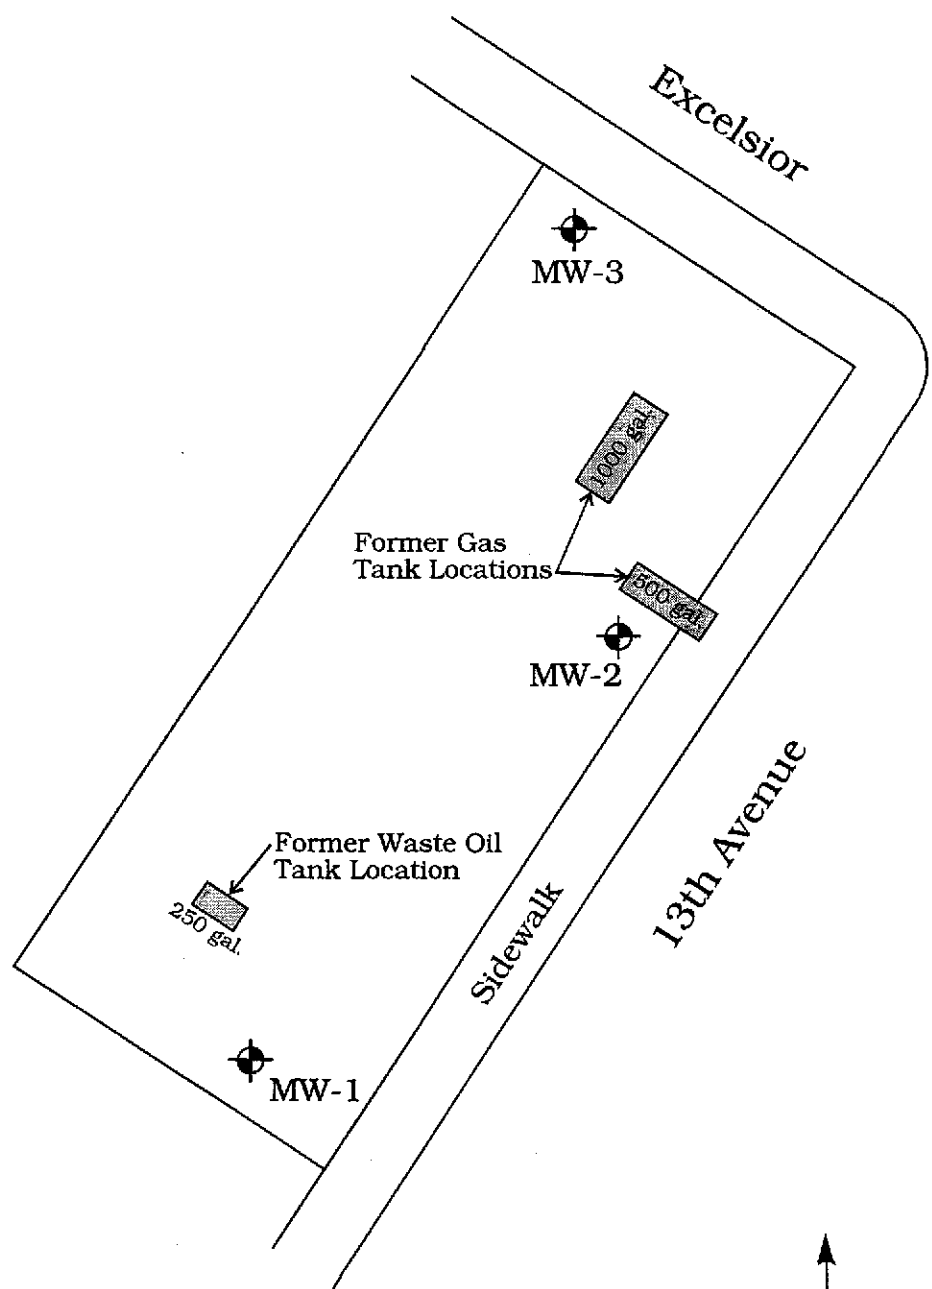 Excelsior
MW-3
1000 gal.
Former Gas
Tank Locations
500 gal.
MW-2
13th Avenue
Former Waste Oil
Tank Location
250 gal.
Sidewalk
MW-1